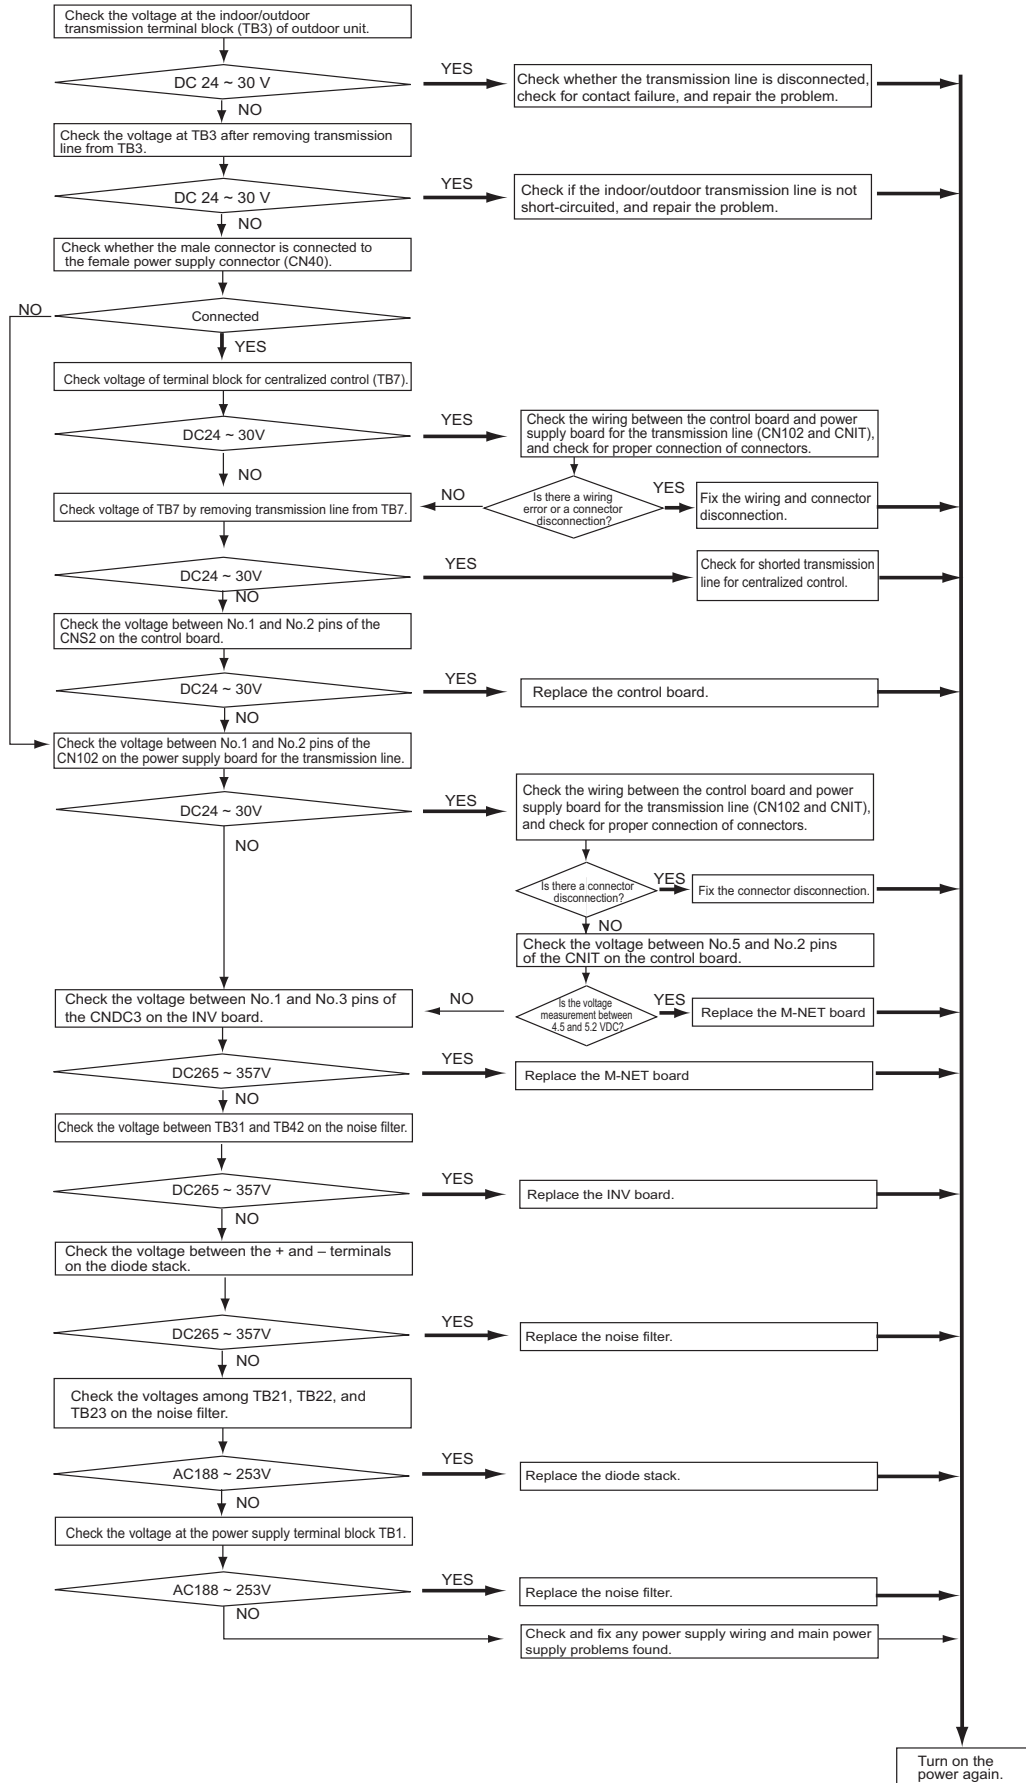 Check the voltage at the indoor/outdoor
transmission terminal block (TB3) of outdoor unit.
DC 24 ~ 30 V
YES
Check whether the transmission line is disconnected,
check for contact failure, and repair the problem.
NO
Check the voltage at TB3 after removing transmission
line from TB3.
DC 24 ~ 30 V
YES
Check if the indoor/outdoor transmission line is not
short-circuited, and repair the problem.
NO
Check whether the male connector is connected to
the female power supply connector (CN40).
NO
Connected
YES
Check voltage of terminal block for centralized control (TB7).
DC24 ~ 30V
YES
Check the wiring between the control board and power
supply board for the transmission line (CN102 and CNIT),
and check for proper connection of connectors.
NO
Is there a wiring
error or a connector
disconnection?
NO
YES
Fix the wiring and connector
disconnection.
Check voltage of TB7 by removing transmission line from TB7.
DC24 ~ 30V
YES
Check for shorted transmission
line for centralized control.
NO
Check the voltage between No.1 and No.2 pins of the
CNS2 on the control board.
DC24 ~ 30V
YES
Replace the control board.
NO
Check the voltage between No.1 and No.2 pins of the
CN102 on the power supply board for the transmission line.
DC24 ~ 30V
YES
Check the wiring between the control board and power
supply board for the transmission line (CN102 and CNIT),
and check for proper connection of connectors.
NO
Is there a connector
disconnection?
YES
Fix the connector disconnection.
NO
Check the voltage between No.5 and No.2 pins
of the CNIT on the control board.
Is the voltage
measurement between
4.5 and 5.2 VDC?
NO
YES
Replace the M-NET board
Check the voltage between No.1 and No.3 pins of
the CNDC3 on the INV board.
DC265 ~ 357V
YES
Replace the M-NET board
NO
Check the voltage between TB31 and TB42 on the noise filter.
DC265 ~ 357V
YES
Replace the INV board.
NO
Check the voltage between the + and – terminals
on the diode stack.
DC265 ~ 357V
YES
Replace the noise filter.
NO
Check the voltages among TB21, TB22, and
TB23 on the noise filter.
AC188 ~ 253V
YES
Replace the diode stack.
NO
Check the voltage at the power supply terminal block TB1.
AC188 ~ 253V
YES
Replace the noise filter.
NO
Check and fix any power supply wiring and main power
supply problems found.
Turn on the
power again.